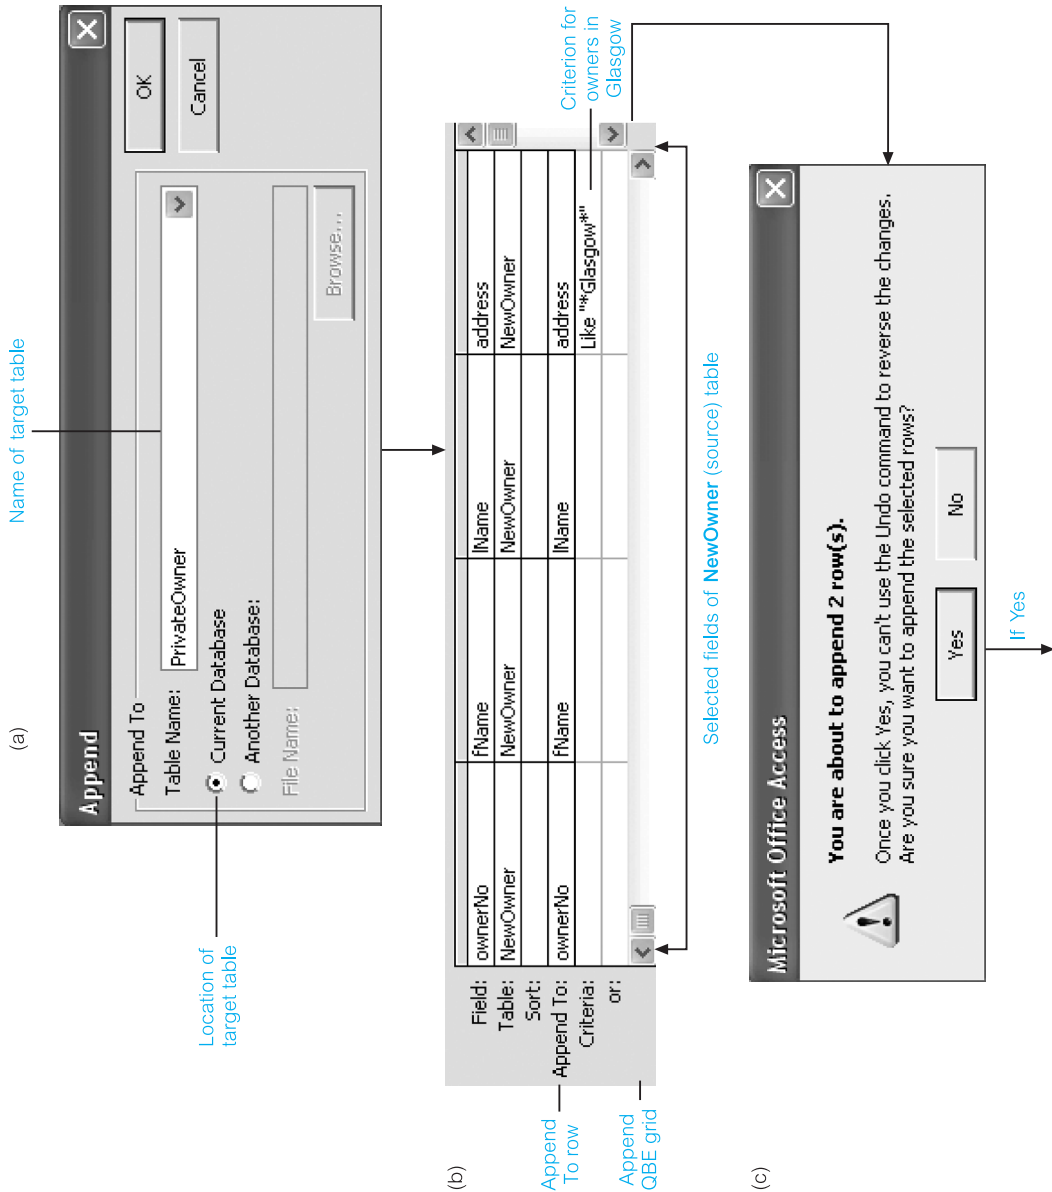 (a)
Name of target table
Append
Append To
Table Name:
PrivateOwner
Current Database
Another Database:
File Name:
Browse...
OK
Cancel
Location of
target table
(b)
Field: ownerNo fName lName address
Table: NewOwner NewOwner NewOwner NewOwner
Sort:
Append To: ownerNo fName lName address
Criteria: Like "*Glasgow*"
or:
Append
To row
Append
QBE grid
Criterion for
owners in
Glasgow
Selected fields of NewOwner (source) table
(c)
Microsoft Office Access
You are about to append 2 row(s).
Once you click Yes, you can't use the Undo command to reverse the changes.
Are you sure you want to append the selected rows?
Yes No
If Yes